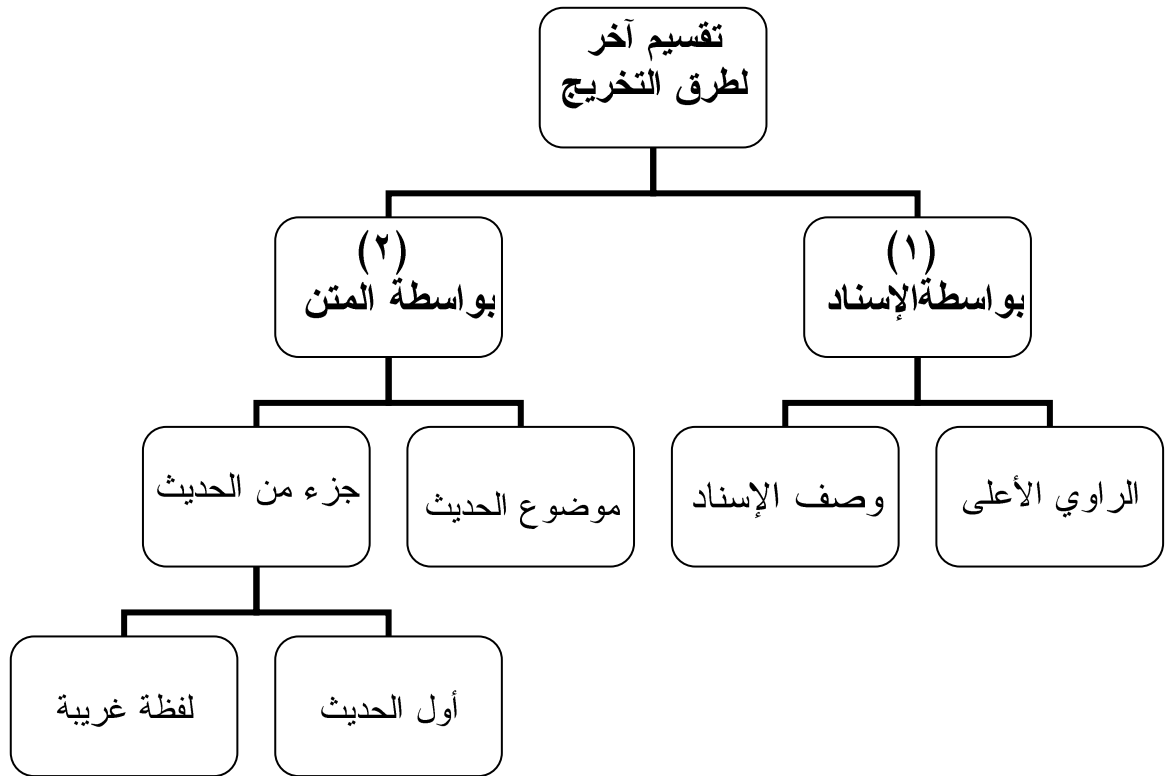 تقسيم آخر
لطرق التخريج
(١)
بواسطةالإسناد
(٢)
بواسطة المتن
الراوي الأعلى
وصف الإسناد
موضوع الحديث
جزء من الحديث
أول الحديث
لفظة غريبة